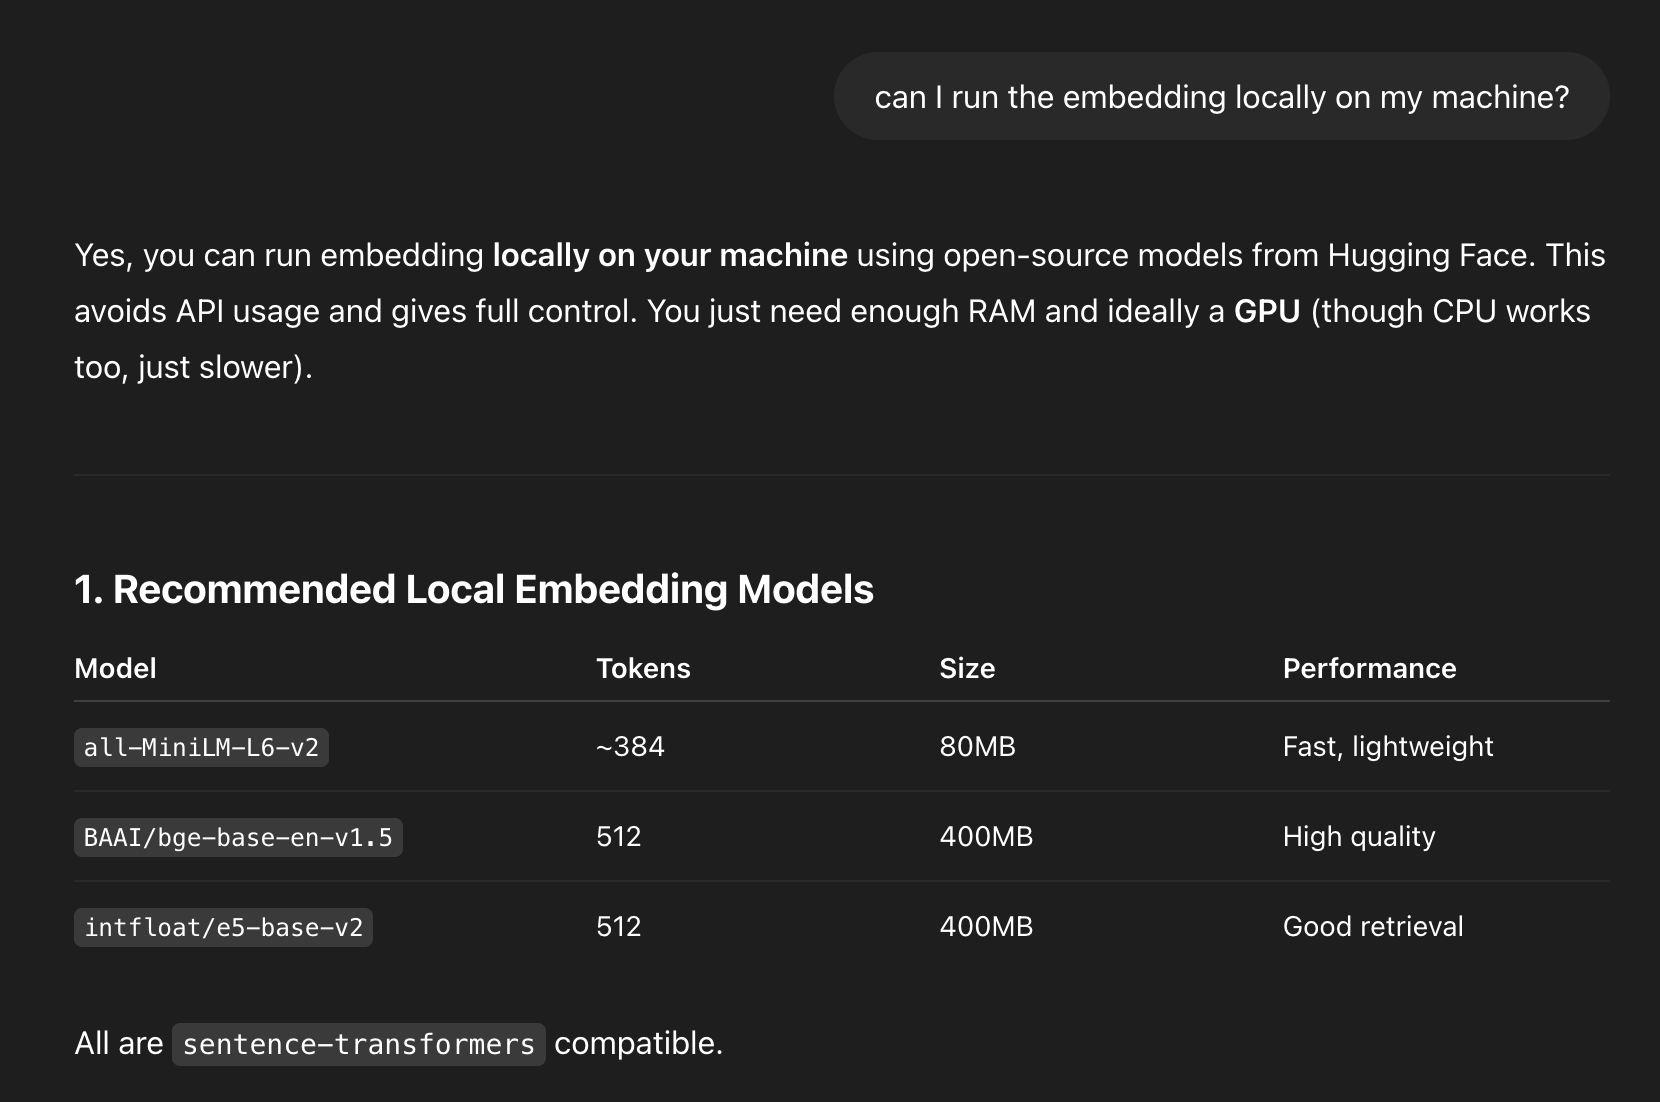 can I run the embedding locally on my machine?
Yes, you can run embedding locally on your machine using open-source models from Hugging Face. This
avoids API usage and gives full control. You just need enough RAM and ideally a GPU (though CPU works
too, just slower).
1. Recommended Local Embedding Models
Model Tokens Size Performance
all-MiniLM-L6-v2 ~384 80MB Fast, lightweight
BAAI/bge-base-en-v1.5 512 400MB High quality
intfloat/e5-base-v2 512 400MB Good retrieval
All are sentence-transformers compatible.